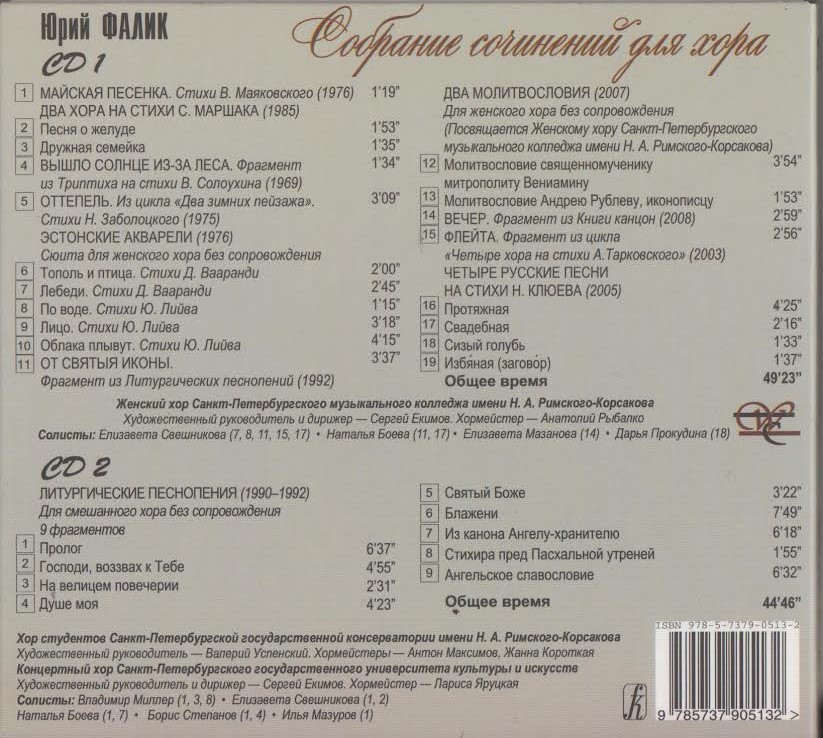 Юрий ФАЛИК
Собрание сочинений для хора
CD 1
1 МАЙСКАЯ ПЕСЕНКА. Стихи В. Маяковского (1976) 1'19"
ДВА ХОРА НА СТИХИ С. МАРШАКА (1985)
2 Песня о желуде 1'53"
3 Дружная семейка 1'35"
4 ВЫШЛО СОЛНЦЕ ИЗ-ЗА ЛЕСА. Фрагмент 1'34"
из Триптиха на стихи В. Солоухина (1969)
5 ОТТЕПЕЛЬ. Из цикла «Два зимних пейзажа». 3'09"
Стихи Н. Заболоцкого (1975)
ЭСТОНСКИЕ АКВАРЕЛИ (1976)
Сюита для женского хора без сопровождения
6 Тополь и птица. Стихи Д. Вааранди 2'00"
7 Лебеди. Стихи Д. Вааранди 2'45"
8 По воде. Стихи Ю. Лийва 1'15"
9 Лицо. Стихи Ю. Лийва 3'18"
10 Облака плывут. Стихи Ю. Лийва 4'15"
11 ОТ СВЯТЫЯ ИКОНЫ. 3'37"
Фрагмент из Литургических песнопений (1992)
ДВА МОЛИТВОСЛОВИЯ (2007)
Для женского хора без сопровождения
(Посвящается Женскому хору Санкт-Петербургского
музыкального колледжа имени Н. А. Римского-Корсакова)
12 Молитвословие священномученику 3'54"
митрополиту Вениамину
13 Молитвословие Андрею Рублеву, иконописцу 1'53"
14 ВЕЧЕР. Фрагмент из Книги канцон (2008) 2'59"
15 ФЛЕЙТА. Фрагмент из цикла 2'56"
«Четыре хора на стихи А.Тарковского» (2003)
ЧЕТЫРЕ РУССКИЕ ПЕСНИ
НА СТИХИ Н. КЛЮЕВА (2005)
16 Протяжная 4'25"
17 Свадебная 2'16"
18 Сизый голубь 1'33"
19 Избяная (заговóр) 1'37"
Общее время 49'23"
Женский хор Санкт-Петербургского музыкального колледжа имени Н. А. Римского-Корсакова
Художественный руководитель и дирижер — Сергей Екимов. Хормейстер — Анатолий Рыбалко
Солисты: Елизавета Свешникова (7, 8, 11, 15, 17) • Наталья Боева (11, 17) • Елизавета Мазанова (14) • Дарья Прокудина (18)
CD 2
ЛИТУРГИЧЕСКИЕ ПЕСНОПЕНИЯ (1990–1992)
Для смешанного хора без сопровождения
9 фрагментов
1 Пролог 6'37"
2 Господи, воззвах к Тебе 4'55"
3 На велицем повечерии 2'31"
4 Душе моя 4'23"
5 Святый Боже 3'22"
6 Блажени 7'49"
7 Из канона Ангелу-хранителю 6'18"
8 Стихира пред Пасхальной утреней 1'55"
9 Ангельское славословие 6'32"
Общее время 44'46"
Хор студентов Санкт-Петербургской государственной консерватории имени Н. А. Римского-Корсакова
Художественный руководитель — Валерий Успенский. Хормейстеры — Антон Максимов, Жанна Короткая
Концертный хор Санкт-Петербургского государственного университета культуры и искусств
Художественный руководитель и дирижер — Сергей Екимов. Хормейстер — Лариса Яруцкая
Солисты: Владимир Миллер (1, 3, 8) • Елизавета Свешникова (1, 2)
Наталья Боева (1, 7) • Борис Степанов (1, 4) • Илья Мазуров (1)
ISBN 978-5-7379-0513-2
9 785737 905132 >